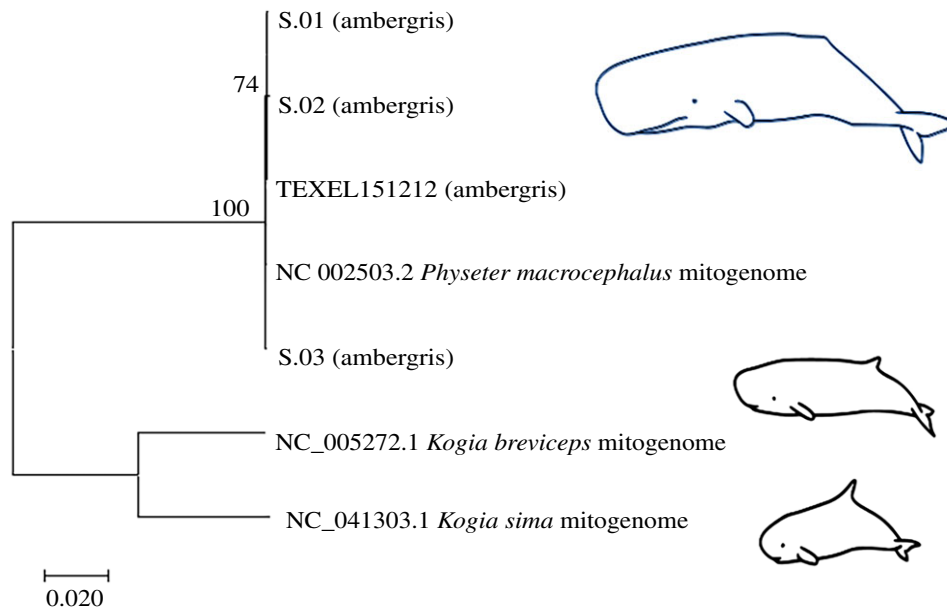 S.01 (ambergris)
74
S.02 (ambergris)
TEXEL151212 (ambergris)
100
NC 002503.2 Physeter macrocephalus mitogenome
S.03 (ambergris)
NC_005272.1 Kogia breviceps mitogenome
NC_041303.1 Kogia sima mitogenome
0.020